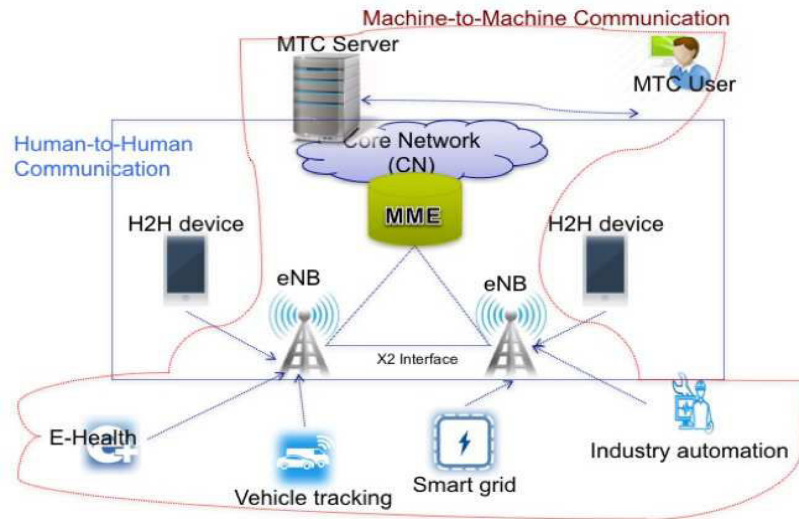 Machine-to-Machine Communication
MTC Server
MTC User
Human-to-Human
Communication
Core Network
(CN)
MME
H2H device
H2H device
eNB
eNB
X2 Interface
E-Health
Vehicle tracking
Smart grid
Industry automation